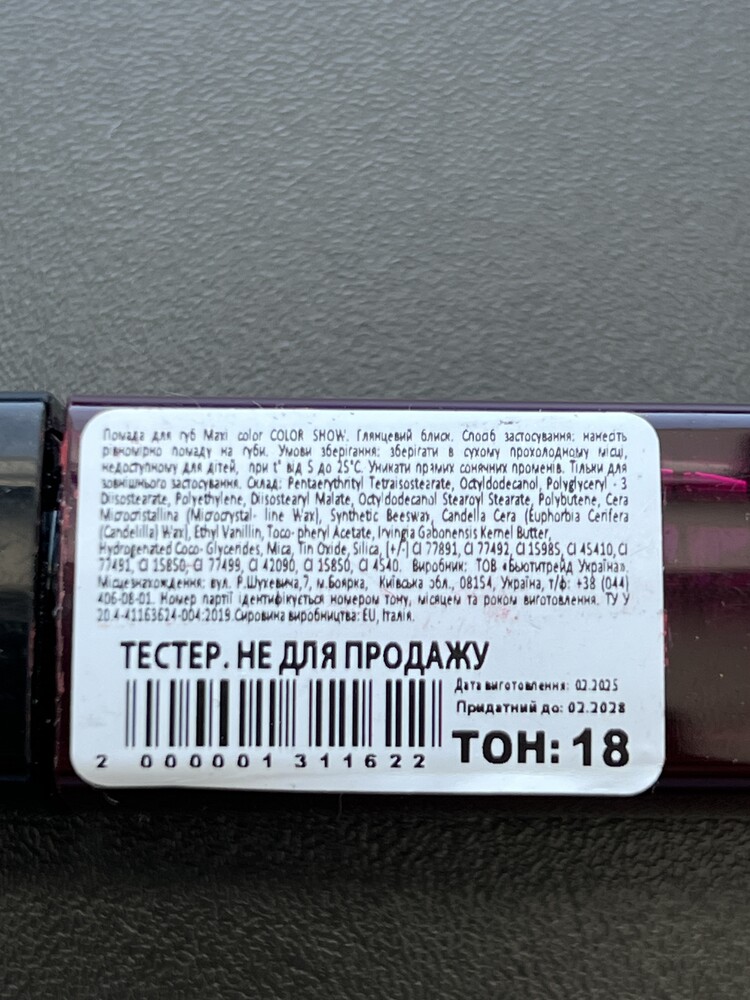 Помада для губ Maxi color COLOR SHOW. Глянцевий блиск. Спосіб застосування: нанесіть
рівномірно помаду на губи. Умови зберігання: зберігати в сухому прохолодному місці,
недоступному для дітей, при t° від 5 до 25°C. Уникати прямих сонячних променів. Тільки для
зовнішнього застосування. Склад: Pentaerythrtyl Tetraisostearate, Octyldodecanol, Polyglyceryl - 3
Diisostearate, Polyethylene, Diisostearyl Malate, Octyldodecanol Stearoyl Stearate, Polybutene, Cera
Microcristallina (Microcrystal- line Wax), Synthetic Beeswax, Candella Cera (Euphorbia Cerifera
(Candelilla) Wax), Ethyl Vanillin, Toco- pheryl Acetate, Irvingia Gabonensis Kernel Butter,
Hydrogenated Coco- Glycerides, Mica, Tin Oxide, Silica, [+/-] CI 77891, CI 77492, CI 15985, CI 45410, CI
77491, CI 15850, CI 77499, CI 42090, CI 15850, CI 4540. Виробник: ТОВ «Бьютітрейд Україна».
Місцезнаходження: вул. Р.Шухевича,7, м.Боярка, Київська обл., 08154, Україна, т/ф: +38 (044)
406-08-01. Номер партії ідентифікується номером тону, місяцем та роком виготовлення. ТУ У
20.4-41163624-004:2019 Сировина виробництва: EU, Італія.
ТЕСТЕР. НЕ ДЛЯ ПРОДАЖУ
Дата виготовлення: 02.2025
Придатний до: 02.2028
ТОН: 18
2 000001 311622